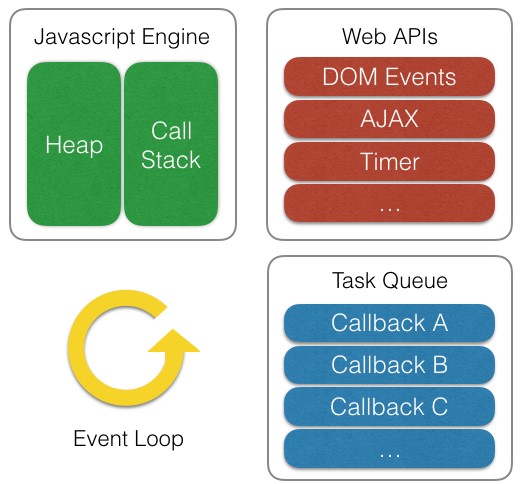 Javascript Engine
Heap
Call
Stack
Web APIs
DOM Events
AJAX
Timer
...
Event Loop
Task Queue
Callback A
Callback B
Callback C
...